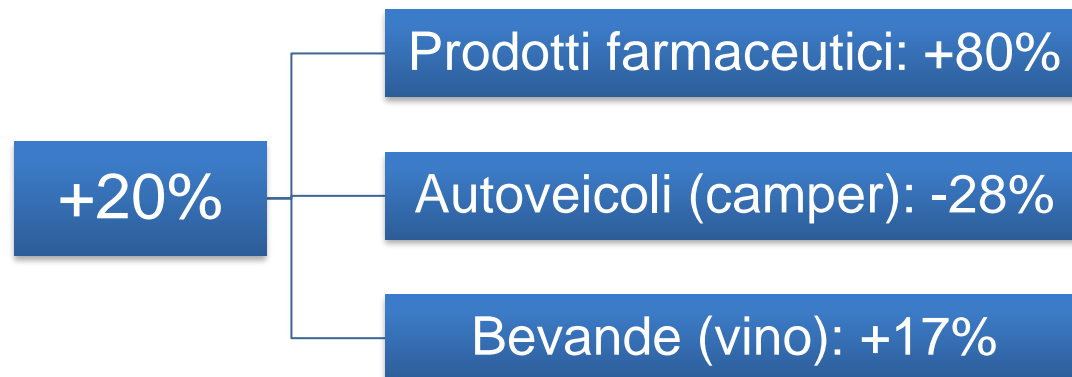 Prodotti farmaceutici: +80%
+20%
Autoveicoli (camper): -28%
Bevande (vino): +17%